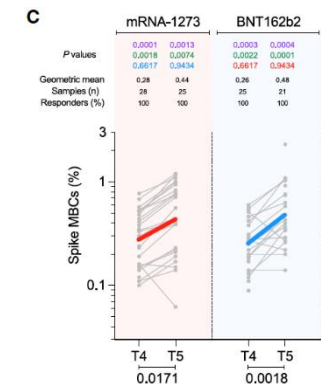 C
mRNA-1273 BNT162b2
0,0001 0,0013 0,0003 0,0004
P values 0,0018 0,0074 0,0022 0,0001
0,6617 0,9434 0,6617 0,9434
Geometric mean 0,28 0,44 0,26 0,48
Samples (n) 28 25 25 21
Responders (%) 100 100 100 100
3
1
0.1
Spike MBCs (%)
T4 T5 T4 T5
0.0171 0.0018